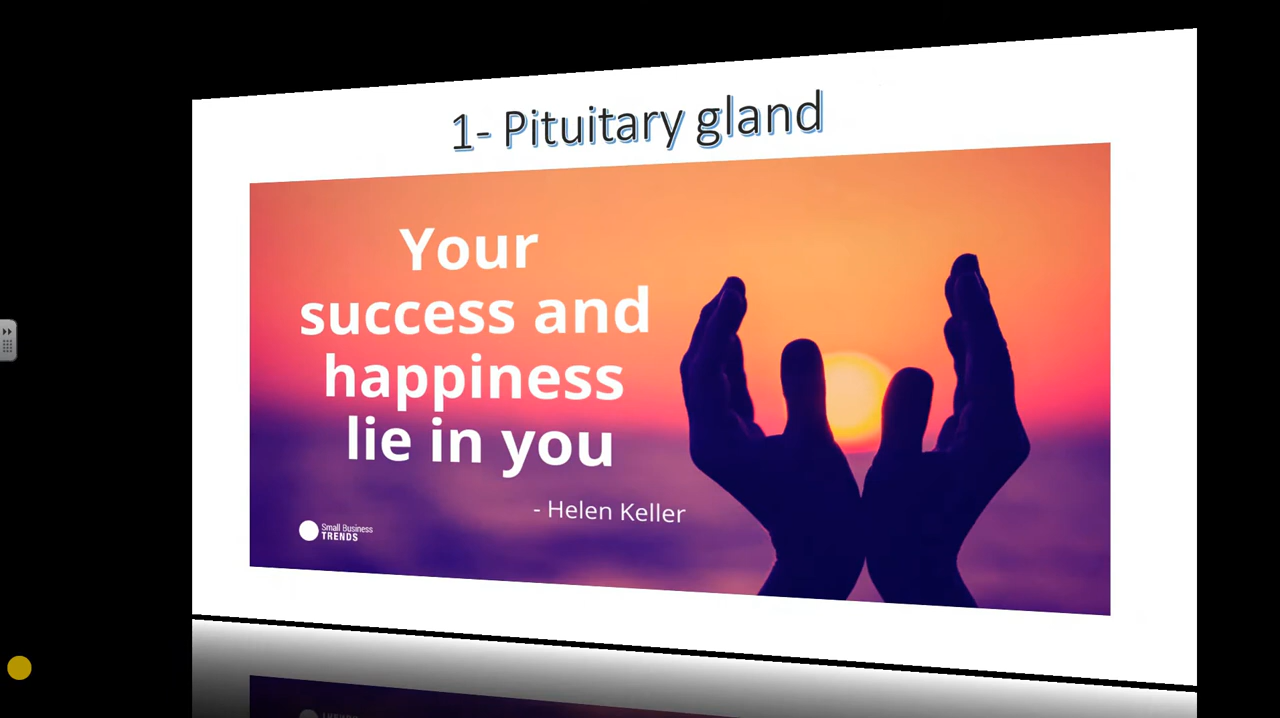 1- Pituitary gland
Your
success and
happiness
lie in you
- Helen Keller
Small Business
TRENDS